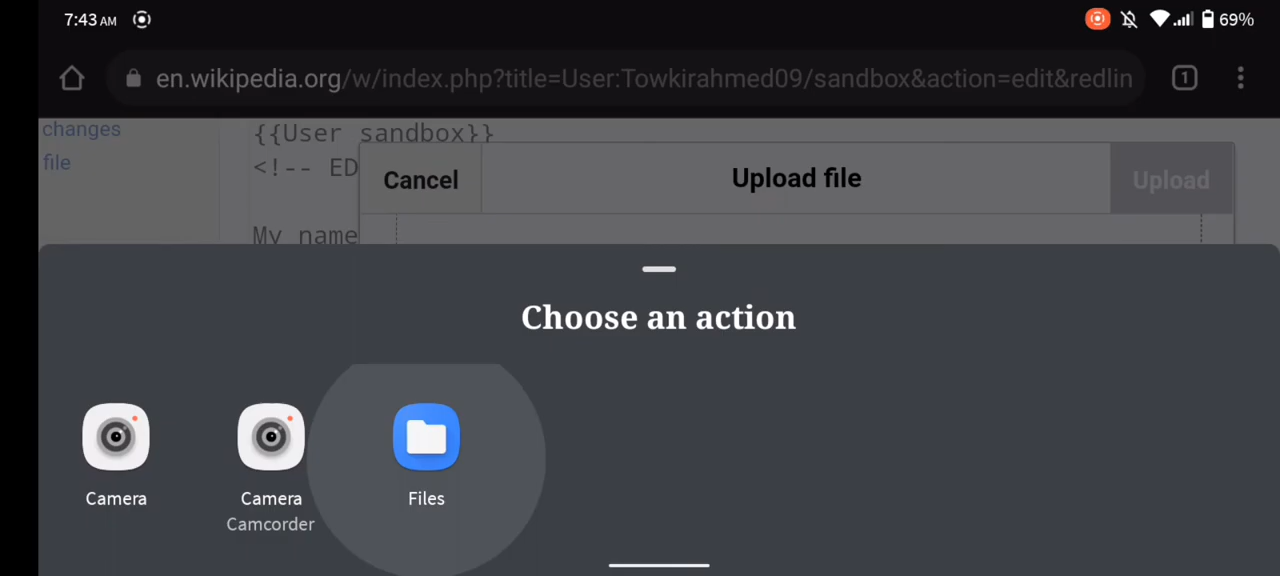 7:43 AM 69%
en.wikipedia.org/w/index.php?title=User:Towkirahmed09/sandbox&action=edit&redlin 1
changes
file
{{User sandbox}}
<!-- ED
My name
Cancel Upload file Upload
Choose an action
Camera Camera Files
Camcorder